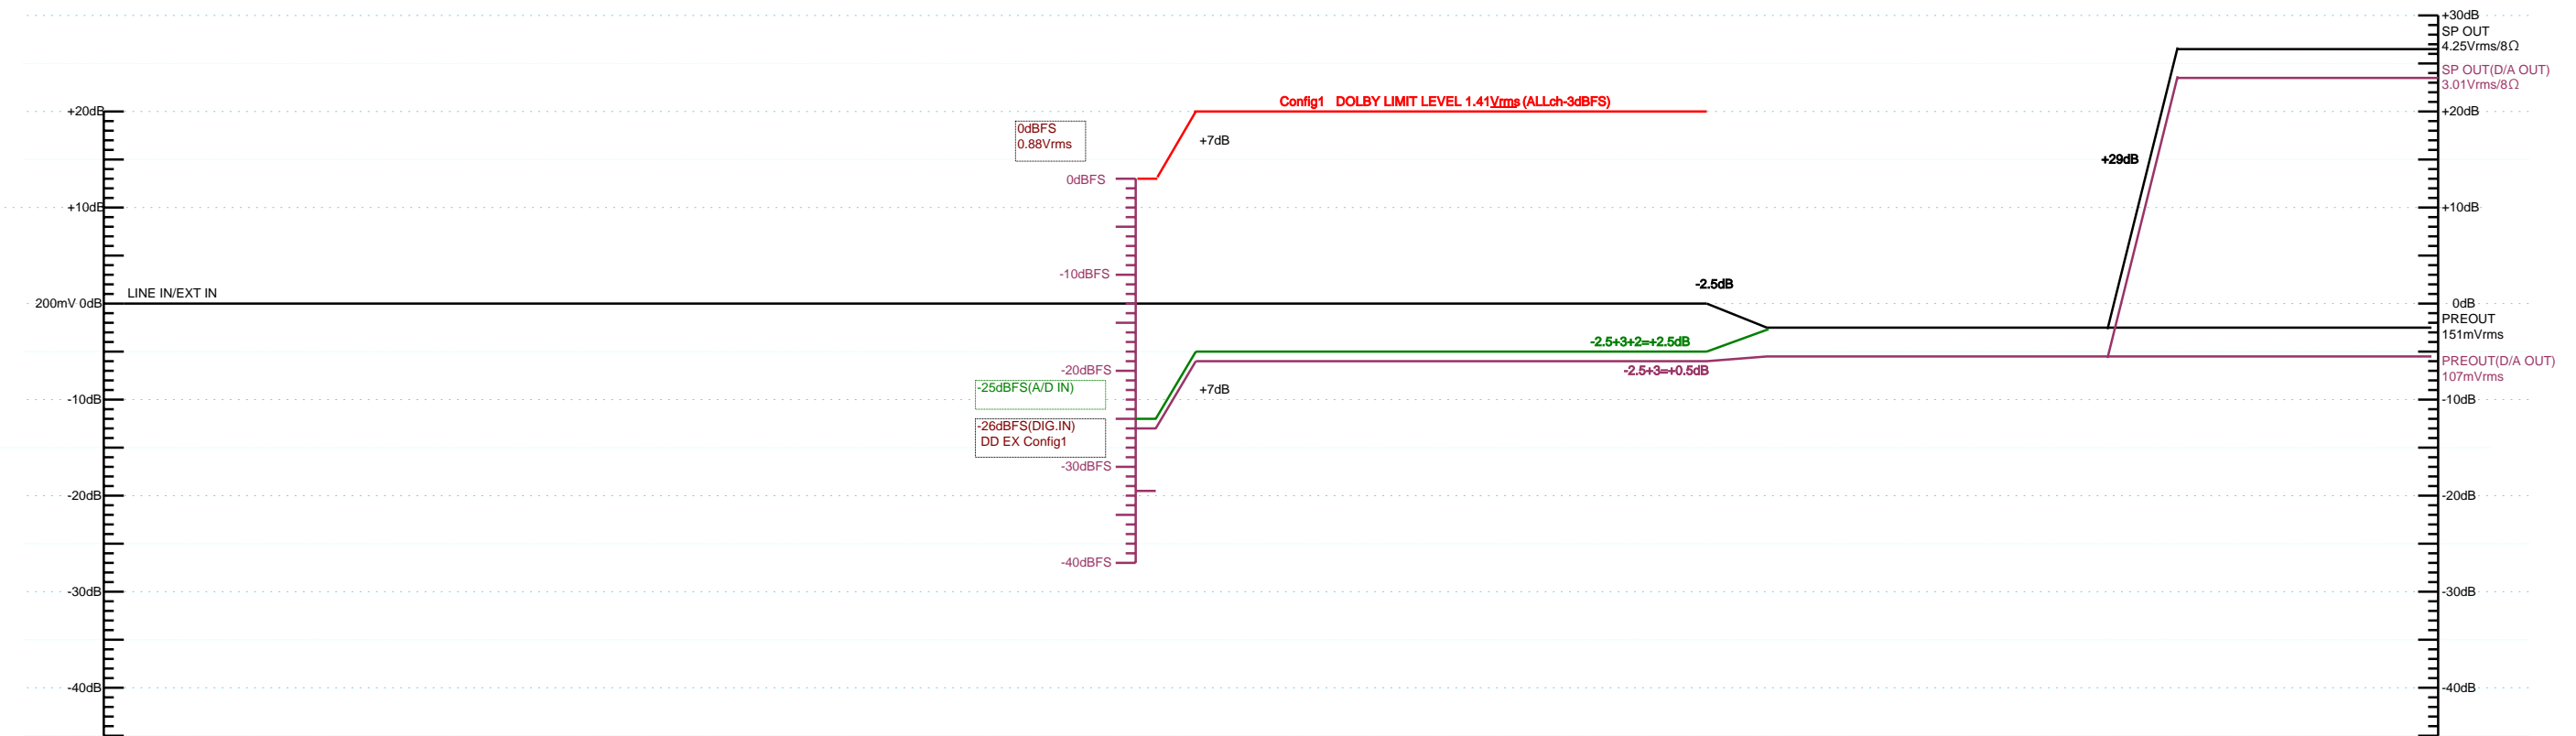 +30dB
SP OUT
4.25Vrms/8Ω
SP OUT(D/A OUT)
3.01Vrms/8Ω
+20dB
Config1 DOLBY LIMIT LEVEL 1.41Vrms (ALLch-3dBFS)
+20dB
0dBFS
0.88Vrms
+7dB
+29dB
0dBFS
+10dB
+10dB
-10dBFS
-2.5dB
LINE IN/EXT IN
200mV 0dB
0dB
PREOUT
151mVrms
-2.5+3+2=+2.5dB
PREOUT(D/A OUT)
107mVrms
-20dBFS
-2.5+3=+0.5dB
-25dBFS(A/D IN)
+7dB
-10dB
-10dB
-26dBFS(DIG.IN)
DD EX Config1
-30dBFS
-20dB
-20dB
-40dBFS
-30dB
-30dB
-40dB
-40dB